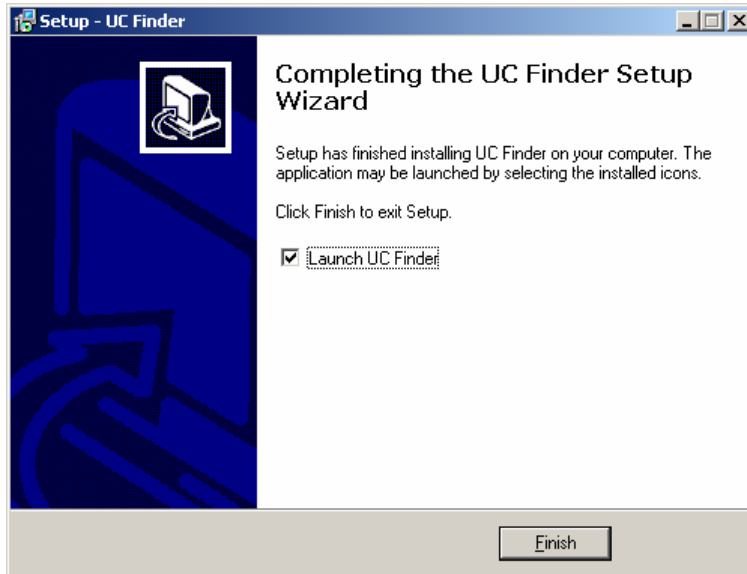 Setup - UC Finder
Completing the UC Finder Setup
Wizard
Setup has finished installing UC Finder on your computer. The
application may be launched by selecting the installed icons.
Click Finish to exit Setup.
Launch UC Finder
Finish